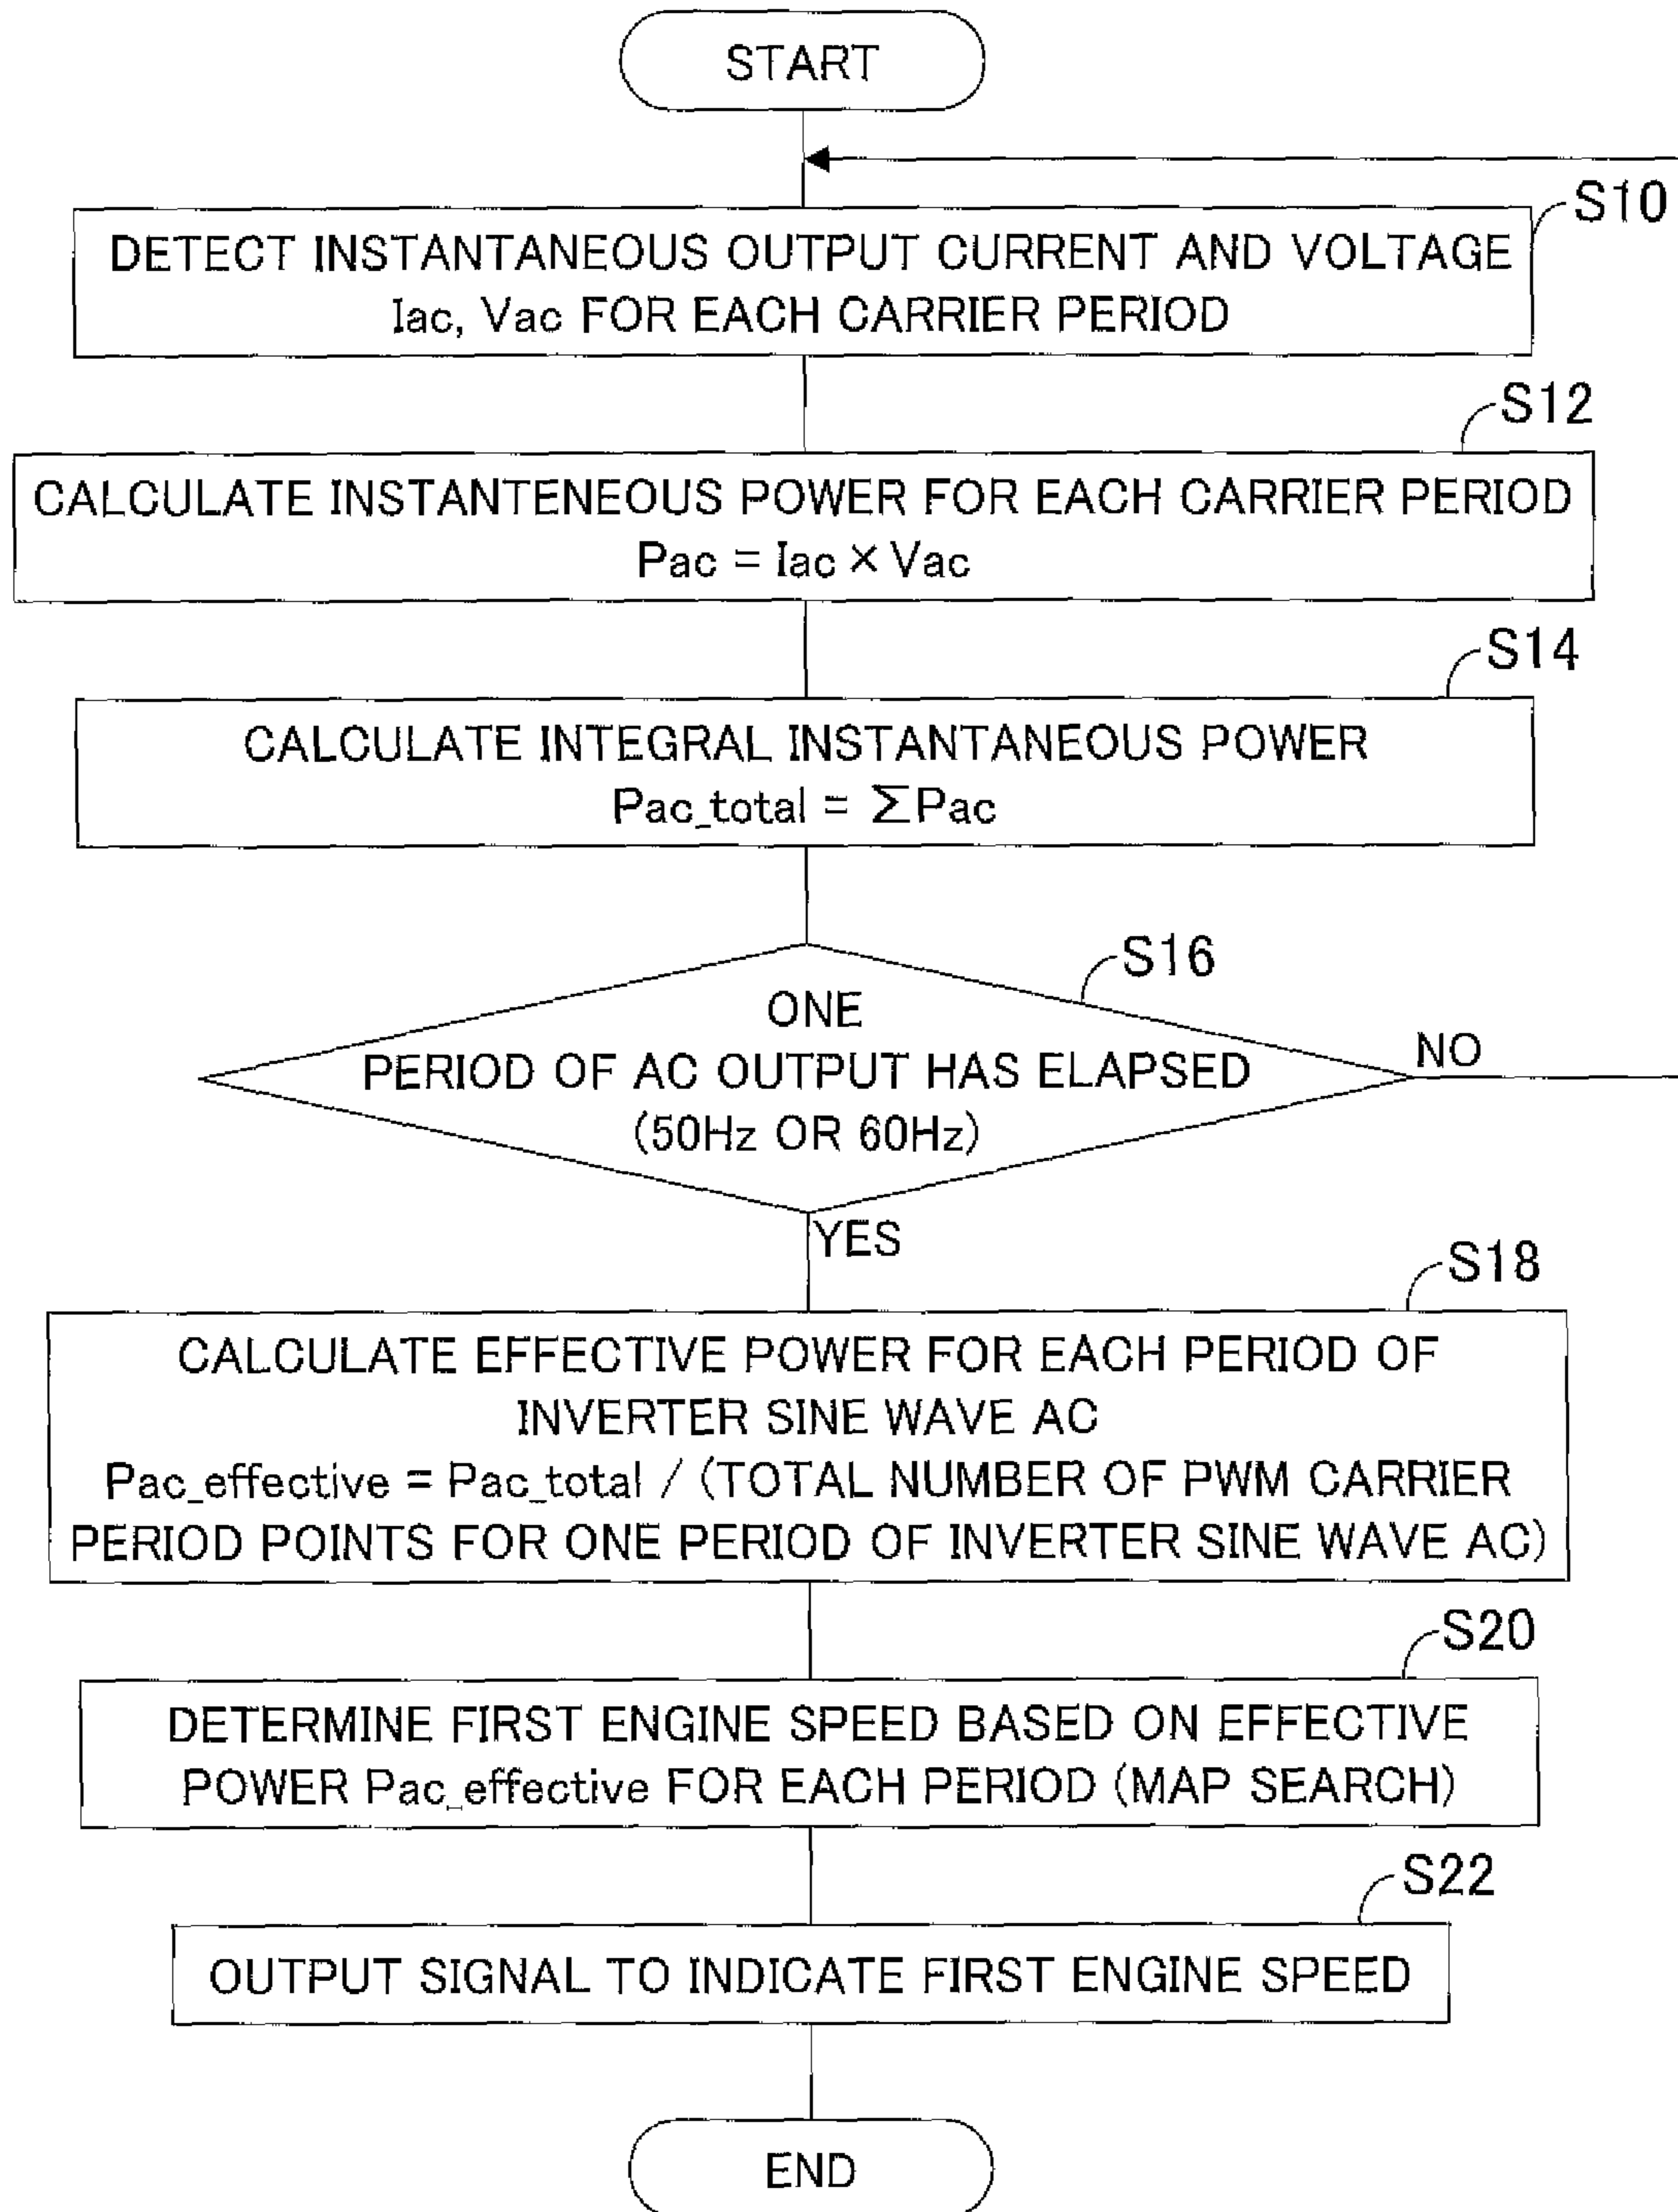 START
S10
DETECT INSTANTANEOUS OUTPUT CURRENT AND VOLTAGE
Iac, Vac FOR EACH CARRIER PERIOD
S12
CALCULATE INSTANTENEOUS POWER FOR EACH CARRIER PERIOD
Pac = Iac × Vac
S14
CALCULATE INTEGRAL INSTANTANEOUS POWER
Pac_total = ΣPac
S16
ONE
PERIOD OF AC OUTPUT HAS ELAPSED
(50Hz OR 60Hz)
NO
YES
S18
CALCULATE EFFECTIVE POWER FOR EACH PERIOD OF
INVERTER SINE WAVE AC
Pac_effective = Pac_total / (TOTAL NUMBER OF PWM CARRIER
PERIOD POINTS FOR ONE PERIOD OF INVERTER SINE WAVE AC)
S20
DETERMINE FIRST ENGINE SPEED BASED ON EFFECTIVE
POWER Pac_effective FOR EACH PERIOD (MAP SEARCH)
S22
OUTPUT SIGNAL TO INDICATE FIRST ENGINE SPEED
END